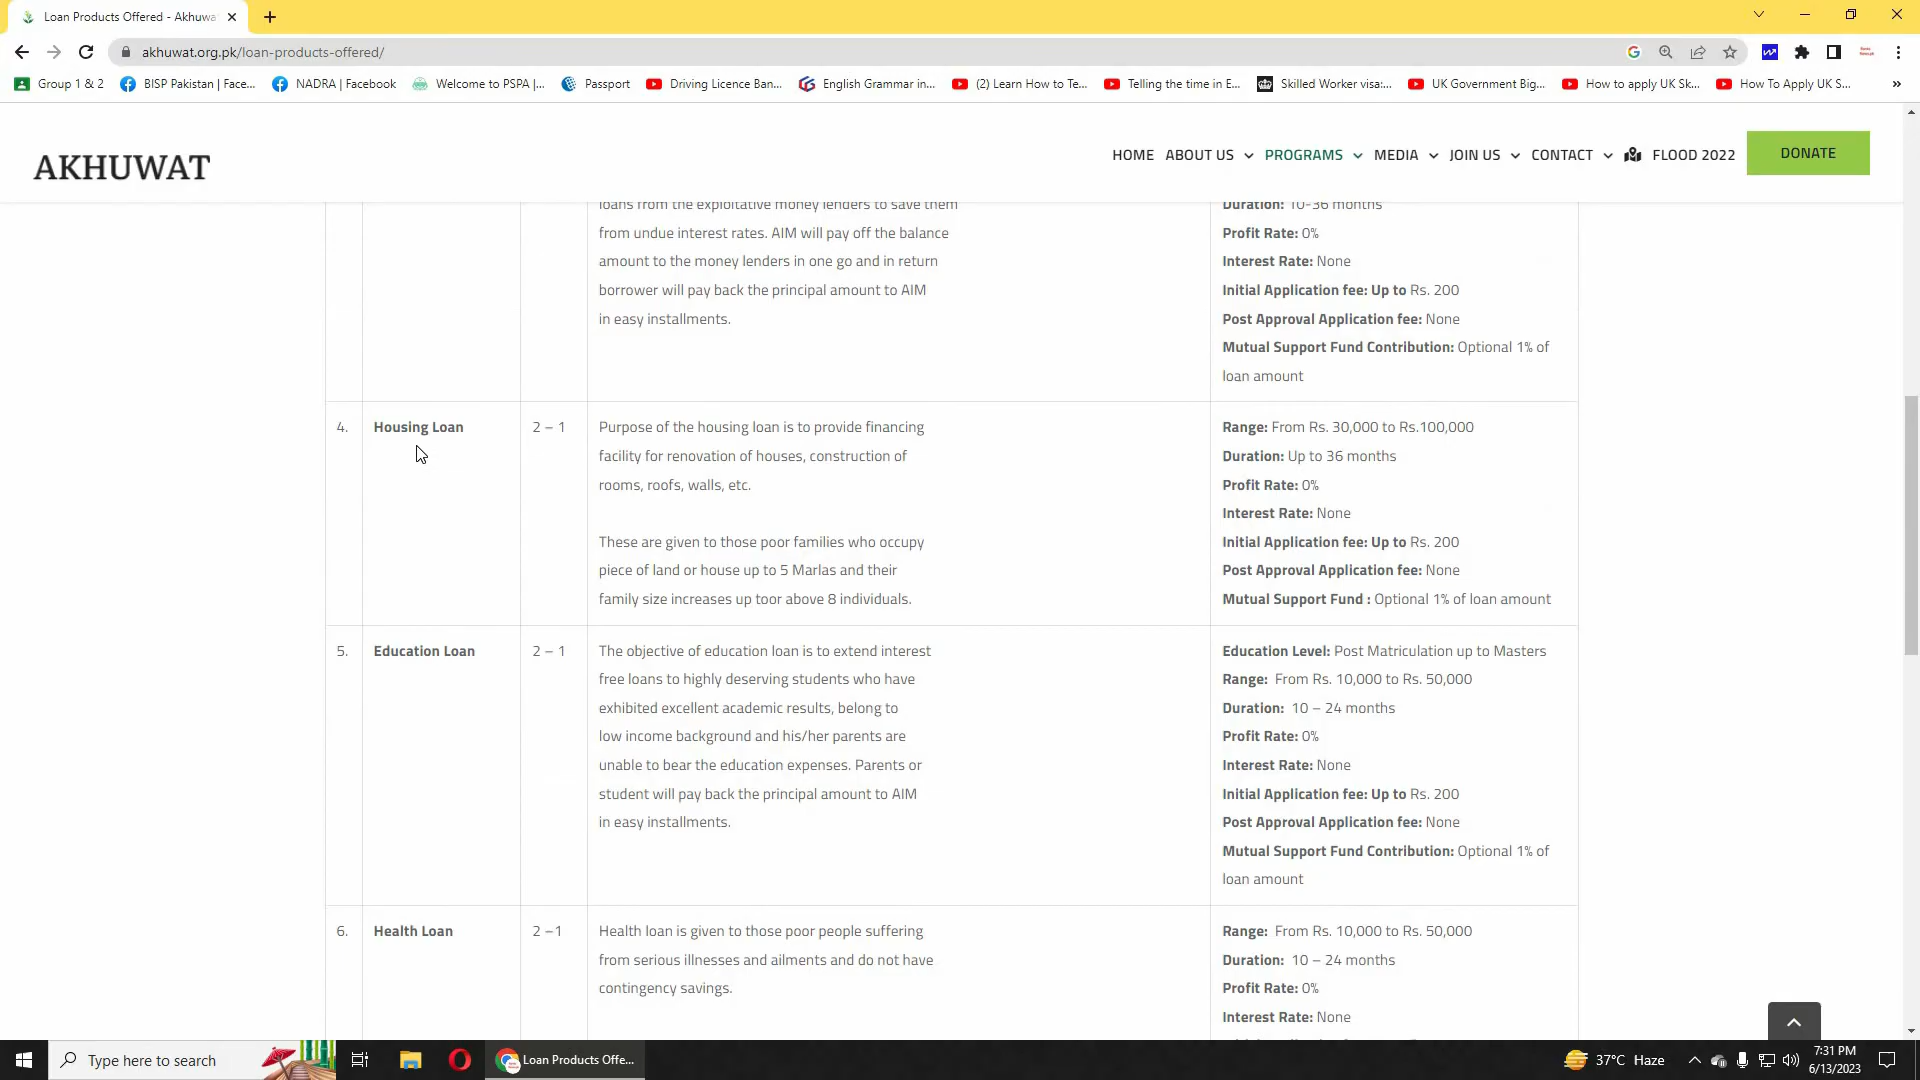 Loan Products Offered - Akhuwa
akhuwat.org.pk/loan-products-offered/
Group 1 & 2
BISP Pakistan | Face...
NADRA | Facebook
Welcome to PSPA |...
Passport
Driving Licence Ban...
English Grammar in...
(2) Learn How to Te...
Telling the time in E...
Skilled Worker visa:...
UK Government Big...
How to apply UK Sk...
How To Apply UK S...
»
AKHUWAT
HOME
ABOUT US
PROGRAMS
MEDIA
JOIN US
CONTACT
FLOOD 2022
DONATE
loans from the exploitative money lenders to save them
from undue interest rates. AIM will pay off the balance
amount to the money lenders in one go and in return
borrower will pay back the principal amount to AIM
in easy installments.
Duration: 10-36 months
Profit Rate: 0%
Interest Rate: None
Initial Application fee: Up to Rs. 200
Post Approval Application fee: None
Mutual Support Fund Contribution: Optional 1% of
loan amount
4.
Housing Loan
2 – 1
Purpose of the housing loan is to provide financing
facility for renovation of houses, construction of
rooms, roofs, walls, etc.
These are given to those poor families who occupy
piece of land or house up to 5 Marlas and their
family size increases up toor above 8 individuals.
Range: From Rs. 30,000 to Rs.100,000
Duration: Up to 36 months
Profit Rate: 0%
Interest Rate: None
Initial Application fee: Up to Rs. 200
Post Approval Application fee: None
Mutual Support Fund : Optional 1% of loan amount
5.
Education Loan
2 – 1
The objective of education loan is to extend interest
free loans to highly deserving students who have
exhibited excellent academic results, belong to
low income background and his/her parents are
unable to bear the education expenses. Parents or
student will pay back the principal amount to AIM
in easy installments.
Education Level: Post Matriculation up to Masters
Range: From Rs. 10,000 to Rs. 50,000
Duration: 10 – 24 months
Profit Rate: 0%
Interest Rate: None
Initial Application fee: Up to Rs. 200
Post Approval Application fee: None
Mutual Support Fund Contribution: Optional 1% of
loan amount
6.
Health Loan
2 –1
Health loan is given to those poor people suffering
from serious illnesses and ailments and do not have
contingency savings.
Range: From Rs. 10,000 to Rs. 50,000
Duration: 10 – 24 months
Profit Rate: 0%
Interest Rate: None
Type here to search
Loan Products Offe...
37°C Haze
7:31 PM
6/13/2023